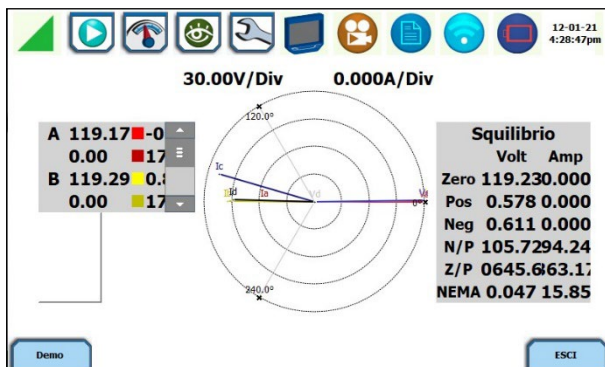 12-01-21
4:28:47pm
30.00V/Div 0.000A/Div
A 119.17 -0
0.00 17
B 119.29 0.8
0.00 17
120.0°
Ic
Id Ia Vd
0°
240.0°
Squilibrio
Volt Amp
Zero 119.230.000
Pos 0.578 0.000
Neg 0.611 0.000
N/P 105.7294.24
Z/P 0645.6 363.17
NEMA 0.047 15.85
Demo ESCI